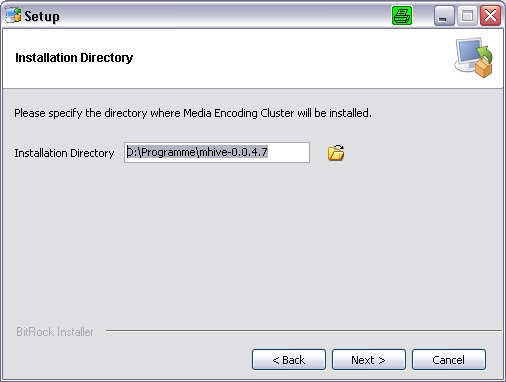 Setup
Installation Directory
Please specify the directory where Media Encoding Cluster will be installed.
Installation Directory D:\Programme\mhive-0.0.4.7
BitRock Installer
< Back Next > Cancel